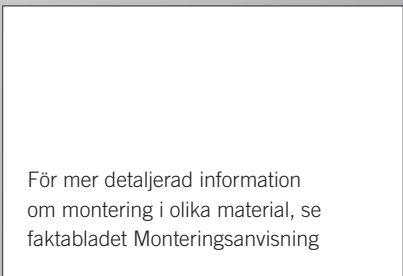 För mer detaljerad information
om montering i olika material, se
faktabladet Monteringsanvisning